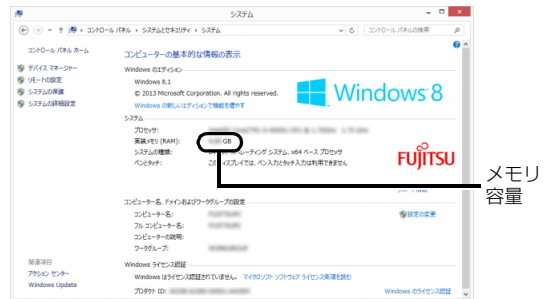 システム
コントロール パネル ▸ システムとセキュリティ ▸ システム
コントロール パネルの検索
コントロール パネル ホーム
デバイス マネージャー
リモートの設定
システムの保護
システムの詳細設定
コンピューターの基本的な情報の表示
Windows のエディション
Windows 8.1
© 2013 Microsoft Corporation. All rights reserved.
Windows の新しいエディションで機能を増やす
Windows 8
システム
プロセッサ:
実装メモリ (RAM): GB
システムの種類: オペレーティング システム、x64 ベース プロセッサ
ペンとタッチ: このディスプレイでは、ペン入力とタッチ入力は利用できません
FUJITSU
メモリ
容量
コンピューター名、ドメインおよびワークグループの設定
コンピューター名:
設定の変更
フル コンピューター名:
コンピューターの説明:
ワークグループ:
Windows ライセンス認証
Windows はライセンス認証されていません。 マイクロソフト ソフトウェア ライセンス条項を読む
プロダクト ID:
Windows のライセンス認証
関連項目
アクション センター
Windows Update